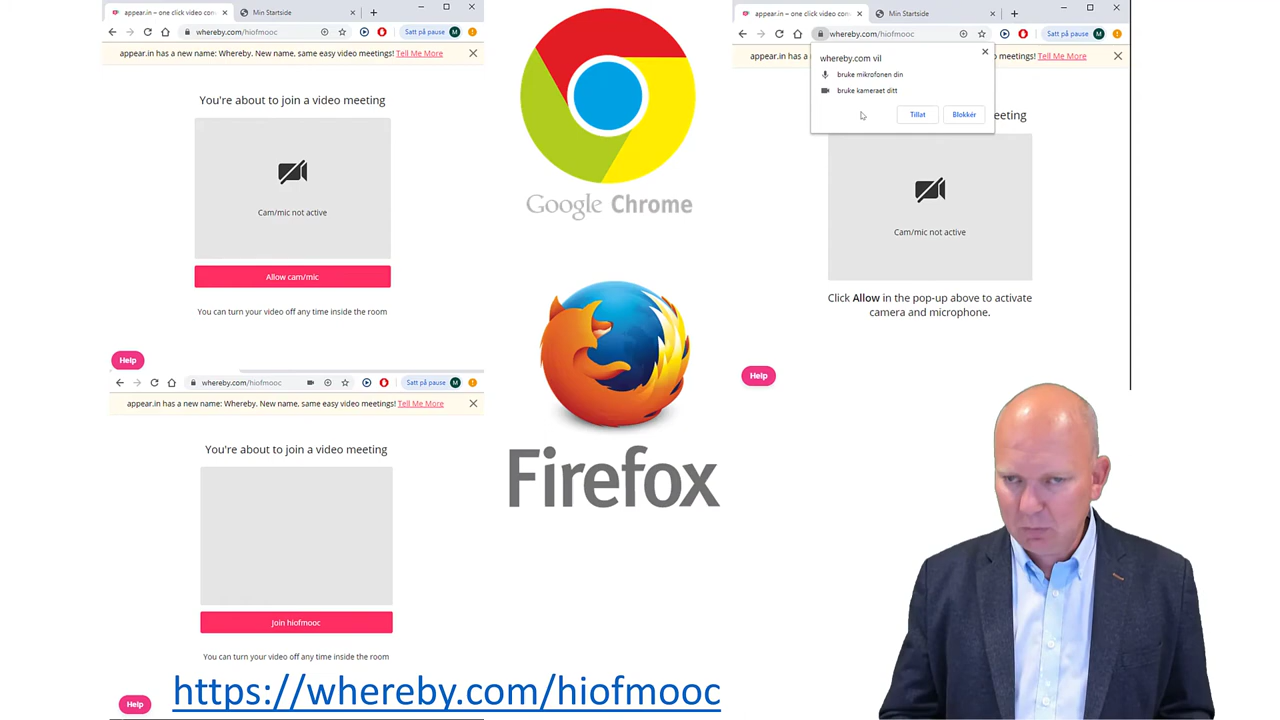 appear.in – one click video con
Min Startside
whereby.com/hiofmooc
Satt på pause
M
appear.in has a new name: Whereby. New name, same easy video meetings! Tell Me More
You're about to join a video meeting
Cam/mic not active
Allow cam/mic
You can turn your video off any time inside the room
Help
whereby.com/hiofmooc
Satt på pause
M
appear.in has a new name: Whereby. New name, same easy video meetings! Tell Me More
You're about to join a video meeting
Join hiofmooc
You can turn your video off any time inside the room
Help
https://whereby.com/hiofmooc
Google Chrome
Firefox
appear.in – one click video con
Min Startside
whereby.com/hiofmooc
Satt på pause
M
appear.in has a n
ideo meetings! Tell Me More
whereby.com vil
bruke mikrofonen din
bruke kameraet ditt
Tillat
Blokkér
eeting
Cam/mic not active
Click Allow in the pop-up above to activate
camera and microphone.
Help